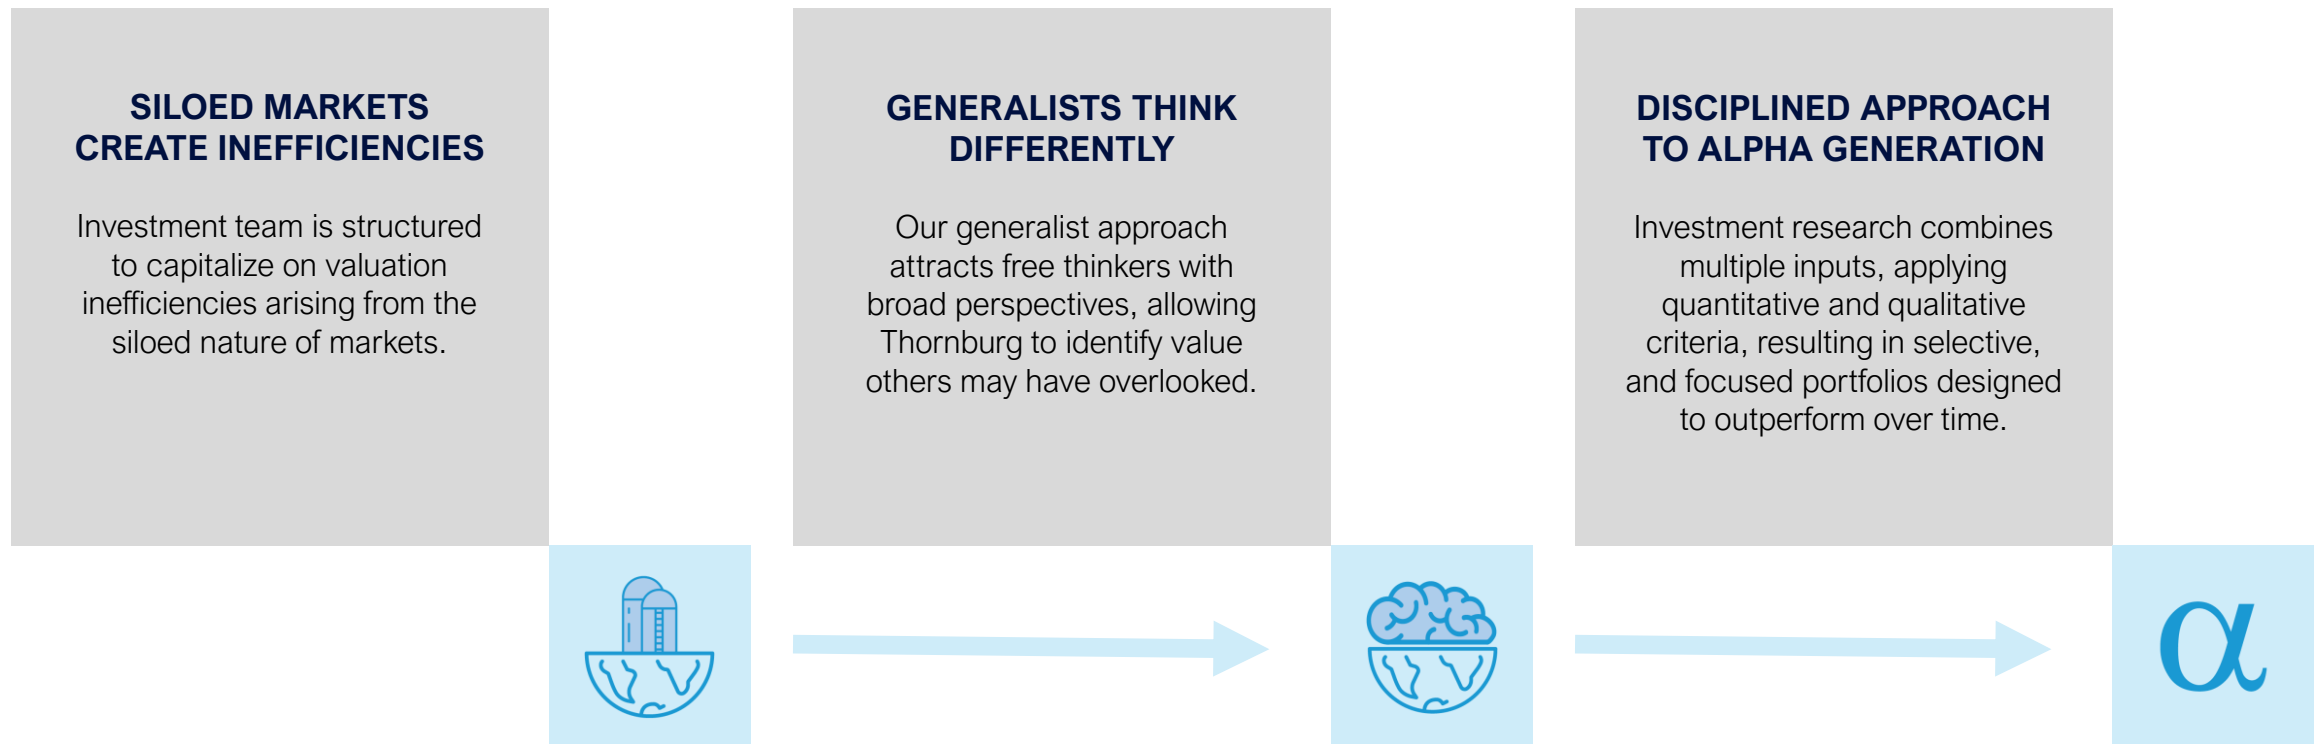 SILOED MARKETS
CREATE INEFFICIENCIES
Investment team is structured
to capitalize on valuation
inefficiencies arising from the
siloed nature of markets.
GENERALISTS THINK
DIFFERENTLY
Our generalist approach
attracts free thinkers with
broad perspectives, allowing
Thornburg to identify value
others may have overlooked.
DISCIPLINED APPROACH
TO ALPHA GENERATION
Investment research combines
multiple inputs, applying
quantitative and qualitative
criteria, resulting in selective,
and focused portfolios designed
to outperform over time.
α